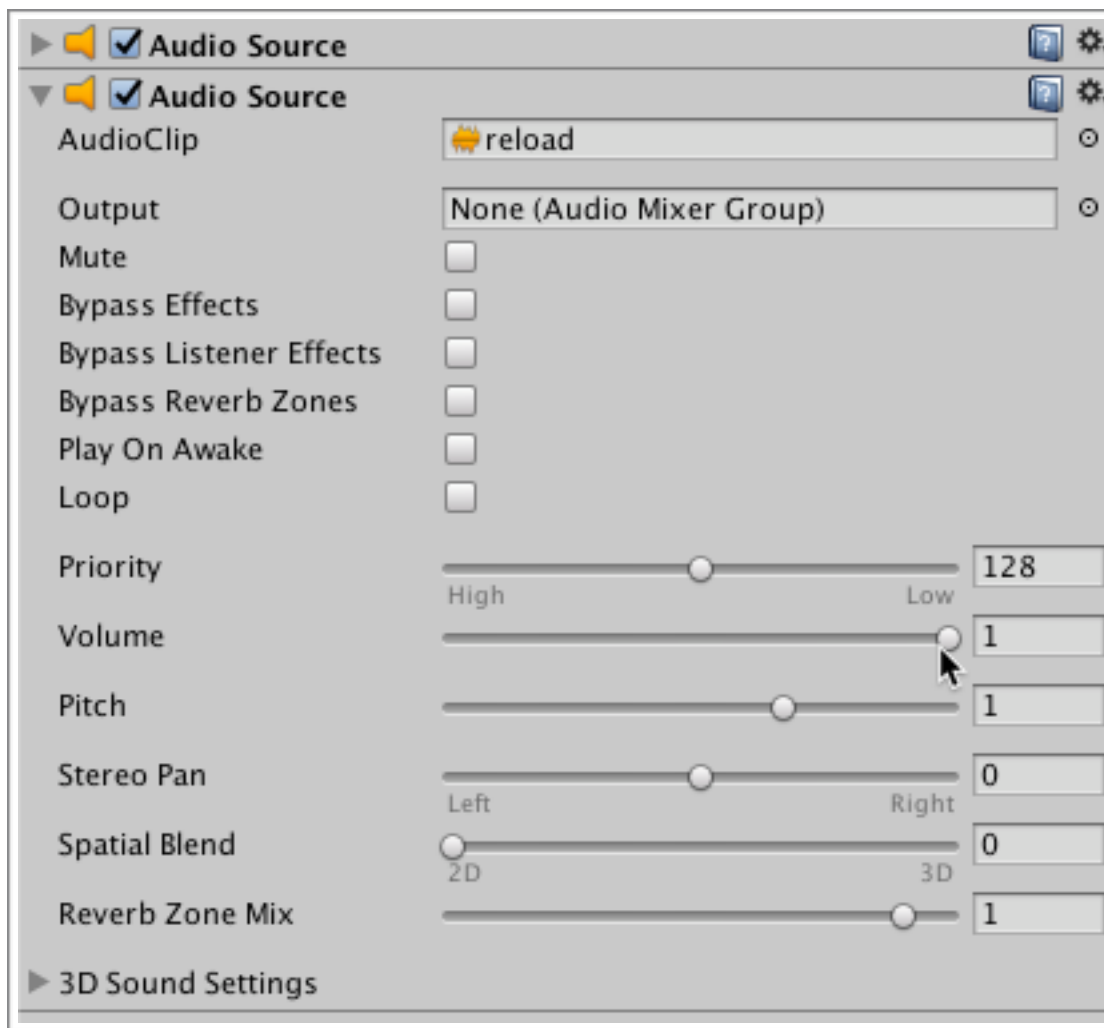 Audio Source
Audio Source
AudioClip reload
Output None (Audio Mixer Group)
Mute
Bypass Effects
Bypass Listener Effects
Bypass Reverb Zones
Play On Awake
Loop
Priority 128
High Low
Volume 1
Pitch 1
Stereo Pan 0
Left Right
Spatial Blend 0
2D 3D
Reverb Zone Mix 1
3D Sound Settings